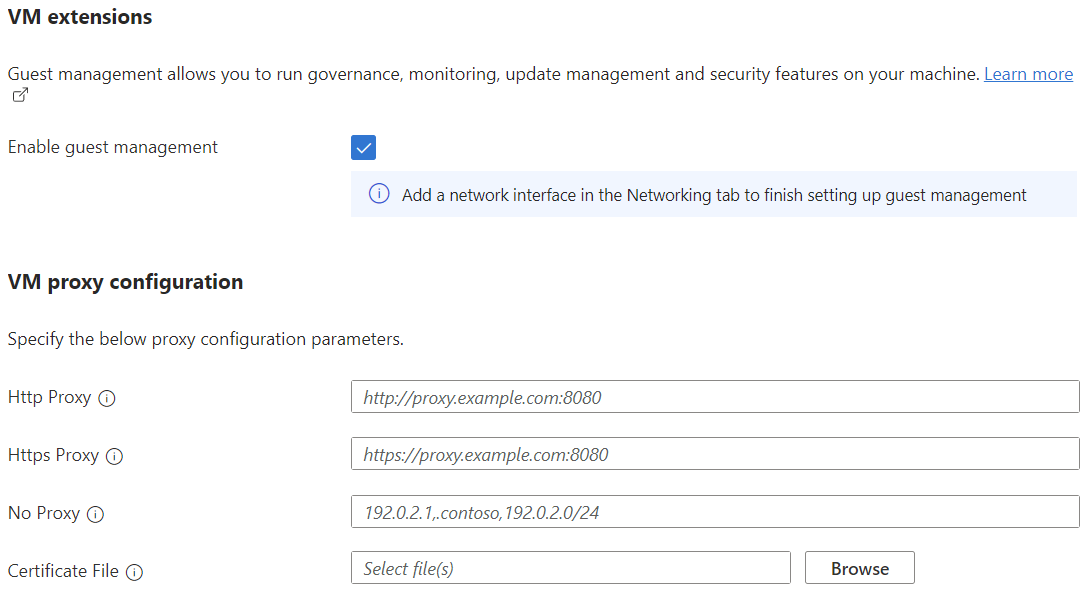 VM extensions
Guest management allows you to run governance, monitoring, update management and security features on your machine. Learn more
Enable guest management
Add a network interface in the Networking tab to finish setting up guest management
VM proxy configuration
Specify the below proxy configuration parameters.
Http Proxy
http://proxy.example.com:8080
Https Proxy
https://proxy.example.com:8080
No Proxy
192.0.2.1,.contoso,192.0.2.0/24
Certificate File
Select file(s)
Browse